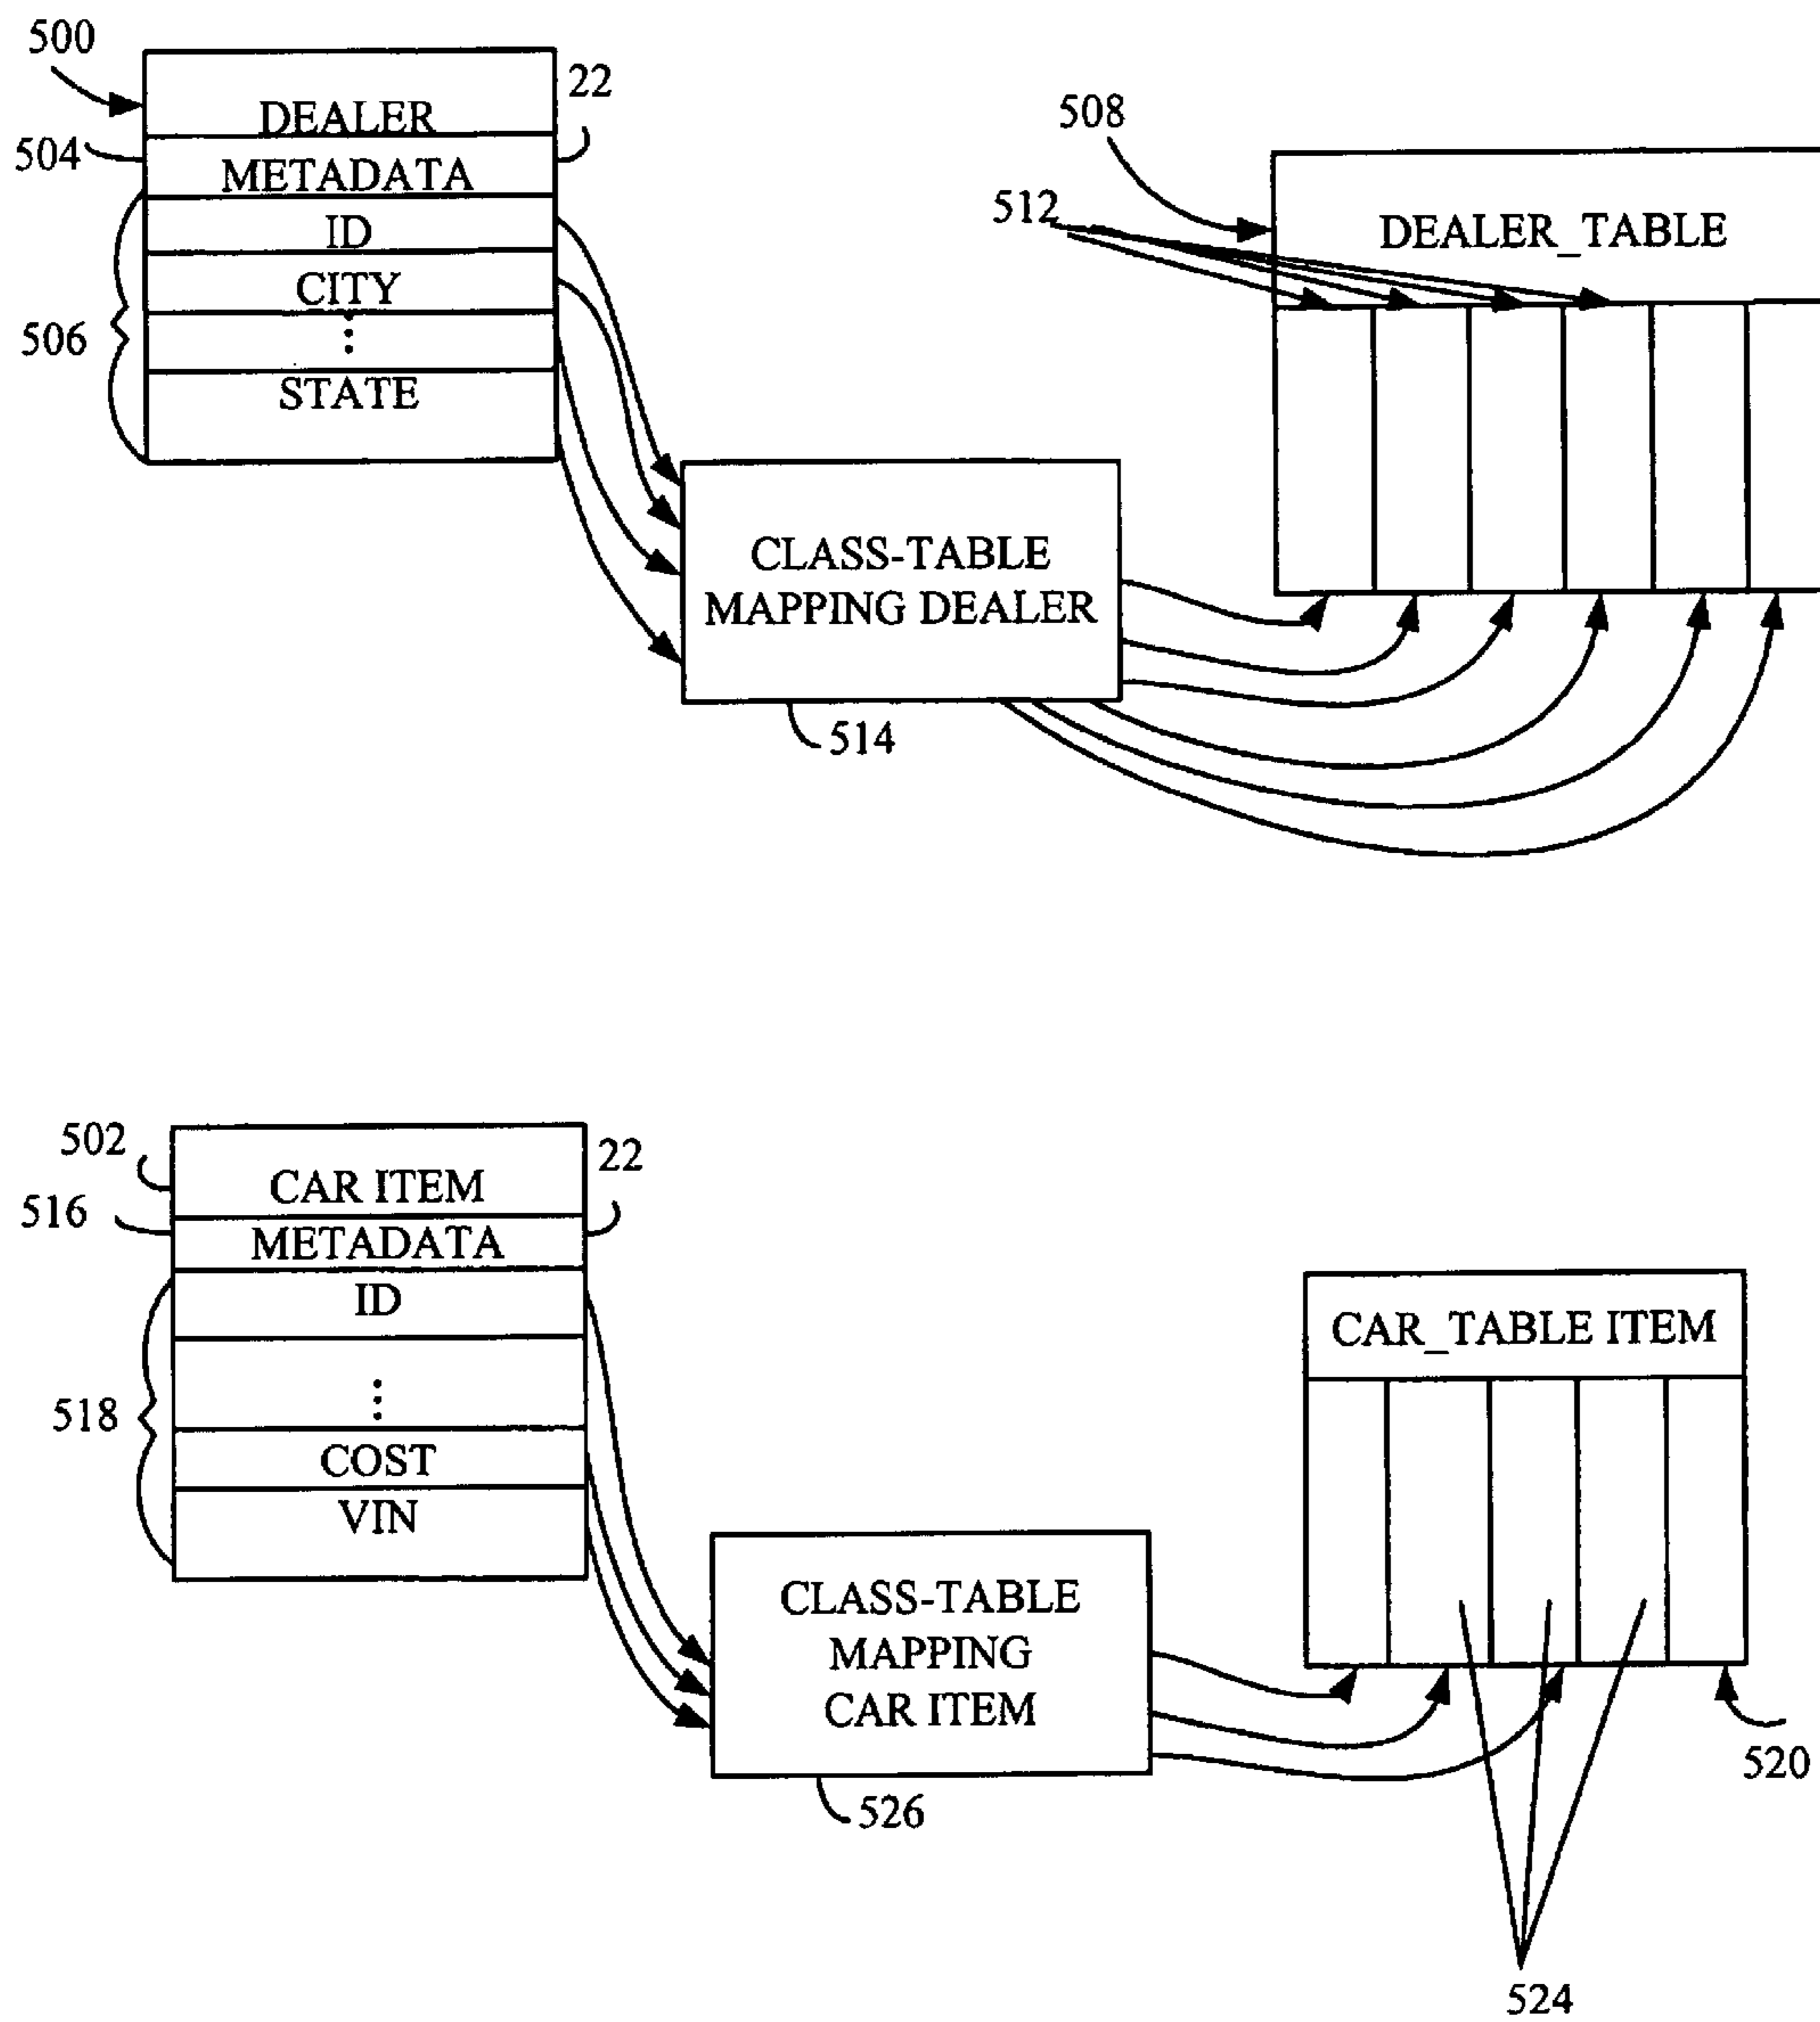 500
DEALER
22
504
METADATA
ID
CITY
506
STATE
508
512
DEALER_TABLE
CLASS-TABLE
MAPPING DEALER
514
502
CAR ITEM
22
516
METADATA
ID
518
COST
VIN
CAR_TABLE ITEM
CLASS-TABLE
MAPPING
CAR ITEM
526
520
524